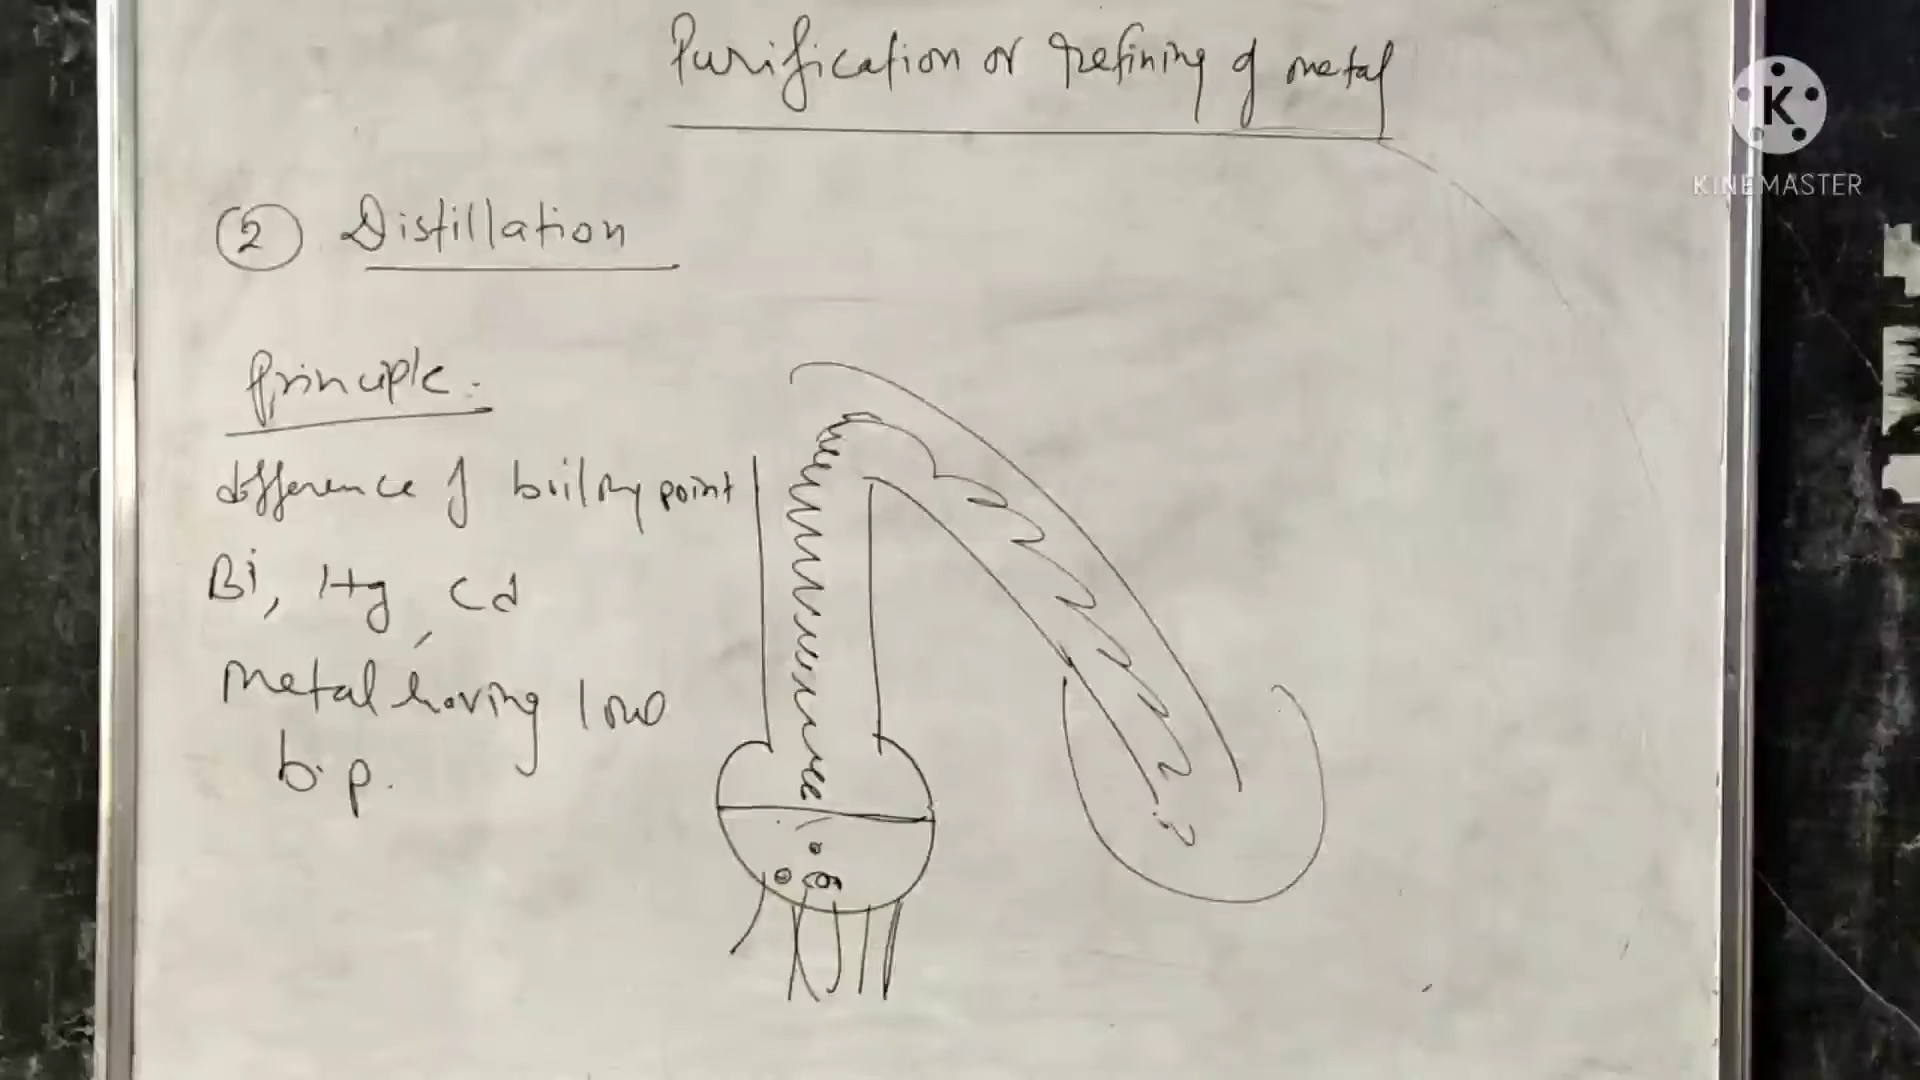 Purification or refining of metal
KINEMASTER
② Distillation
Principle:
difference of boiling point
Bi, Hg, Cd
Metal having low
b.p.